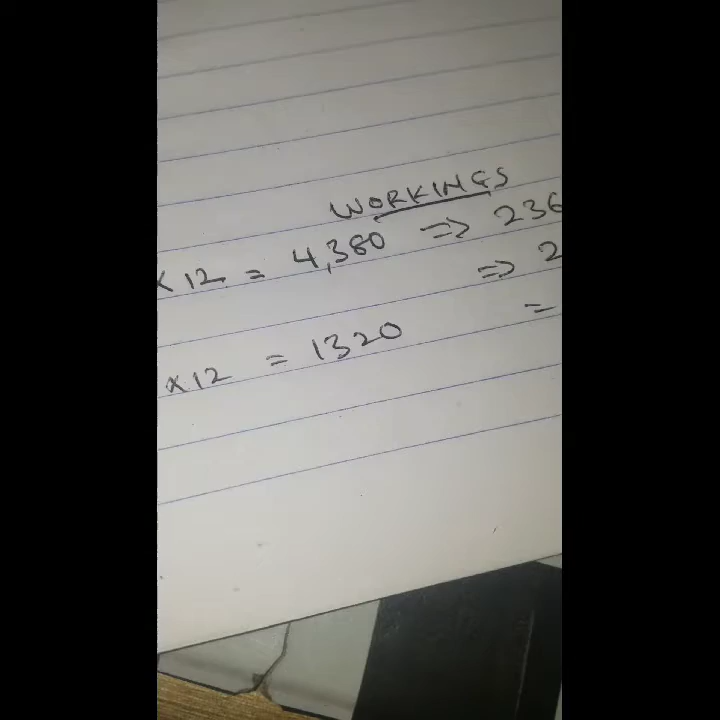 WORKINGS
× 12 = 4,380 => 236
=> 2
× 12 = 1320 =